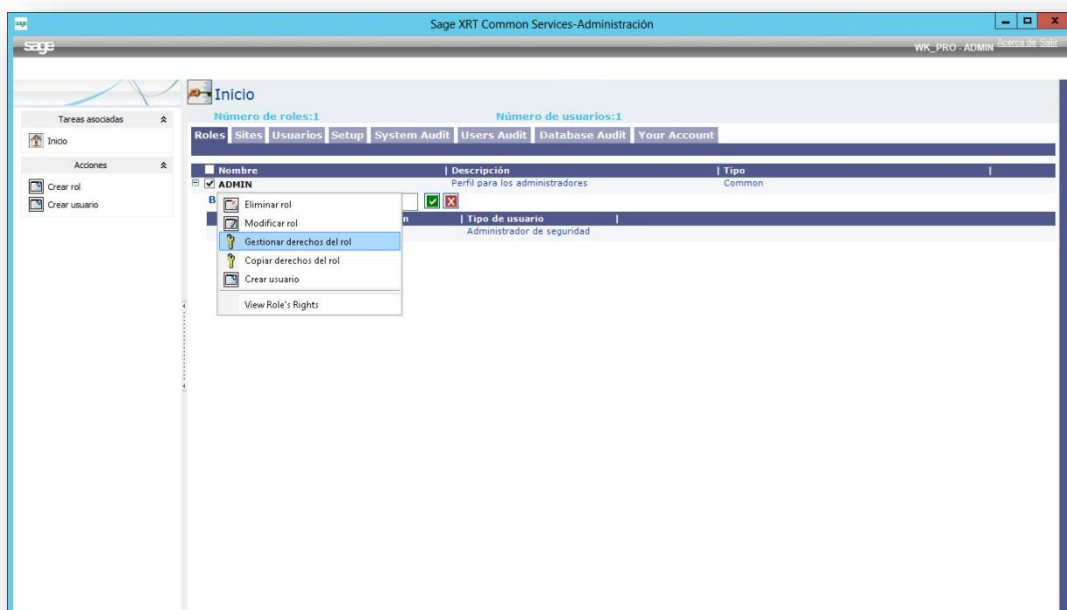 sage
Sage XRT Common Services-Administración
sage
WK_PRO - ADMIN Acerca de Salir
Inicio
Número de roles:1 Número de usuarios:1
Tareas asociadas
Inicio
Acciones
Crear rol
Crear usuario
Roles Sites Usuarios Setup System Audit Users Audit Database Audit Your Account
Nombre | Descripción | Tipo |
ADMIN Perfil para los administradores Common
B
Eliminar rol
Modificar rol
Gestionar derechos del rol
Copiar derechos del rol
Crear usuario
View Role's Rights
n | Tipo de usuario |
Administrador de seguridad